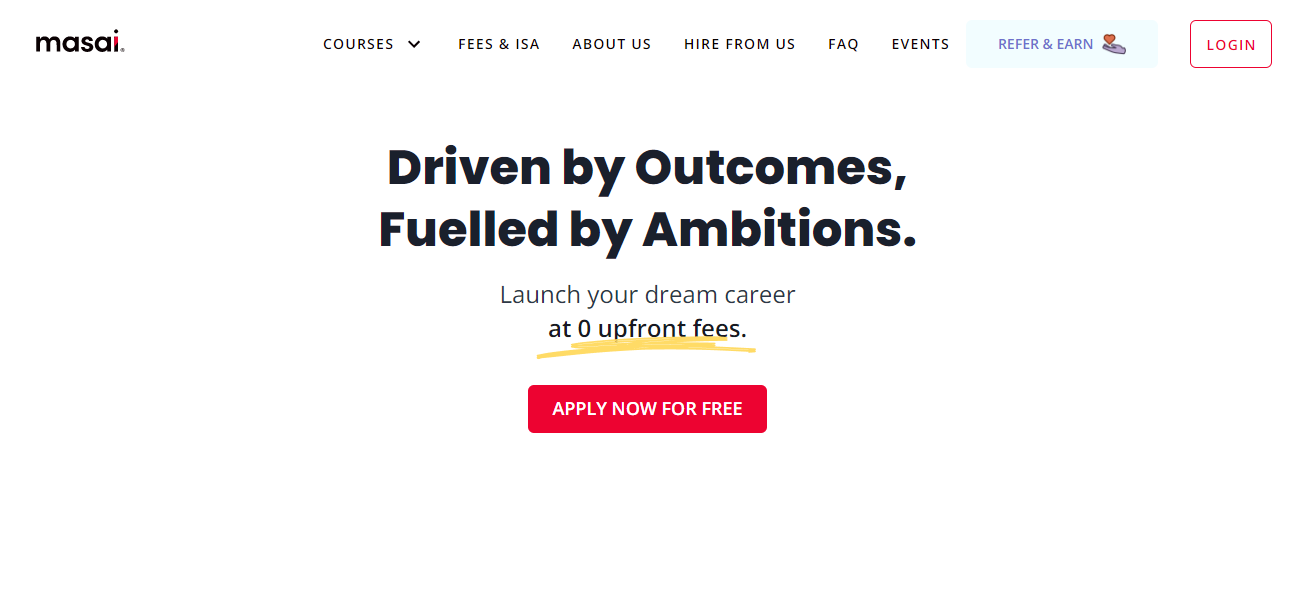 masai.
COURSES FEES & ISA ABOUT US HIRE FROM US FAQ EVENTS REFER & EARN LOGIN
Driven by Outcomes,
Fuelled by Ambitions.
Launch your dream career
at 0 upfront fees.
APPLY NOW FOR FREE